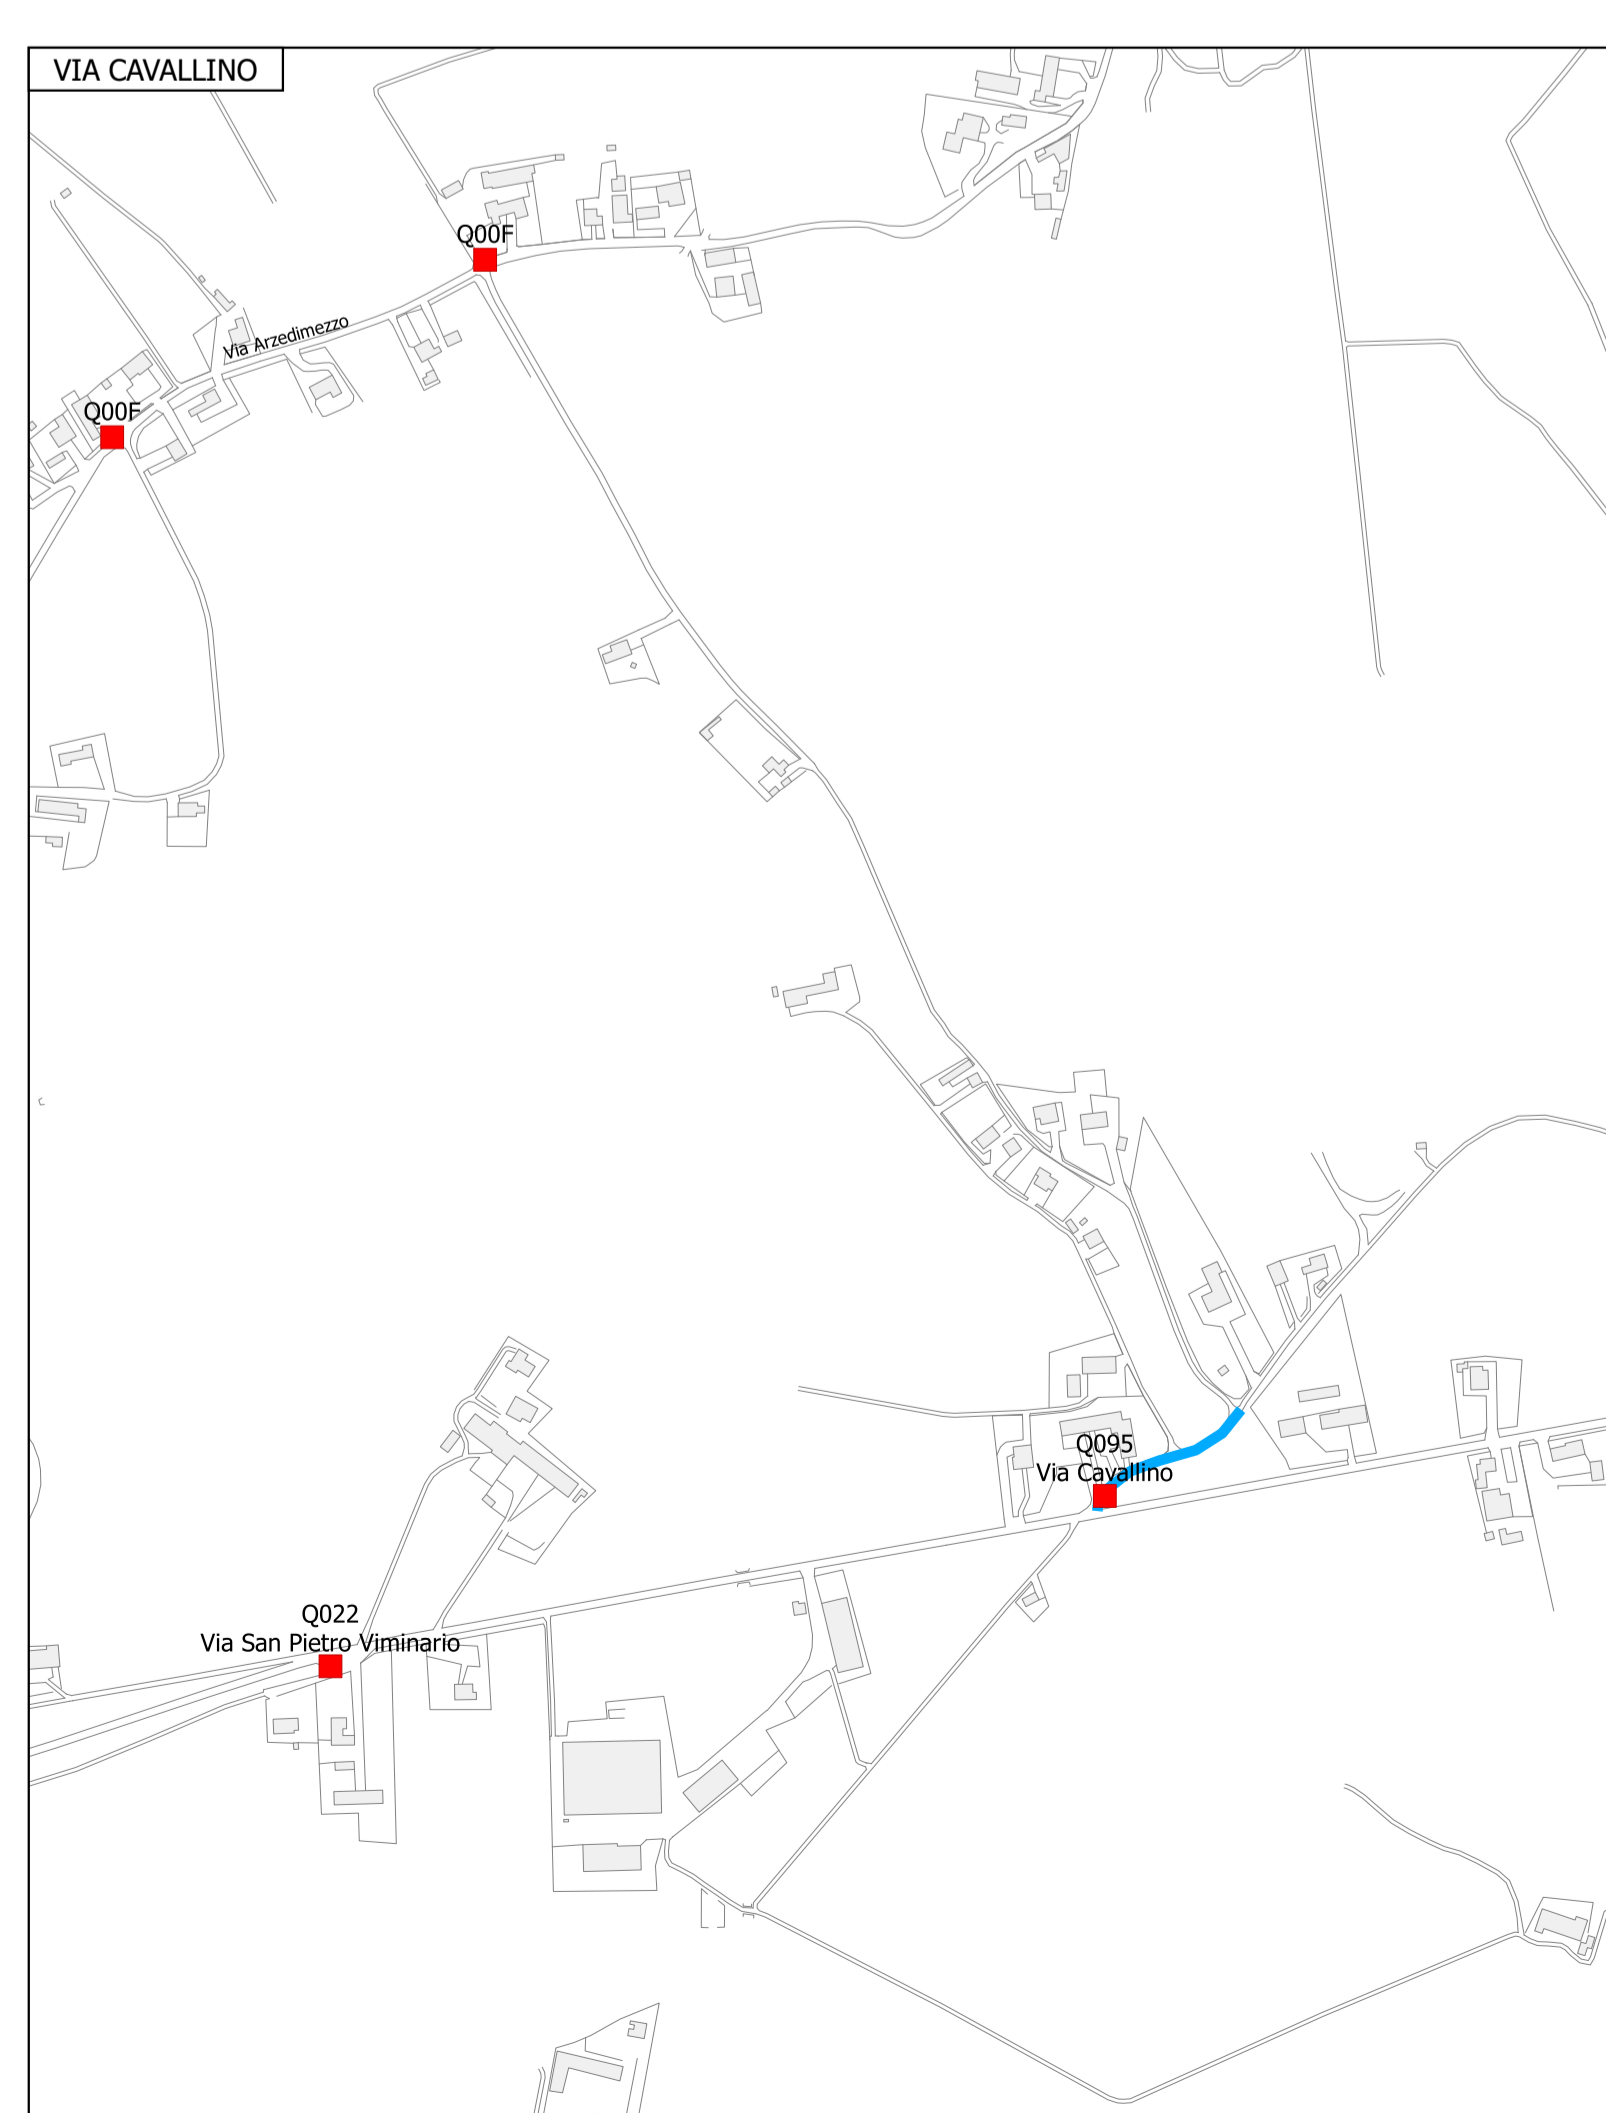 VIA CAVALLINO
Q00F
Via Arzedimezzo
Q00F
Q095
Via Cavallino
Q022
Via San Pietro Viminario